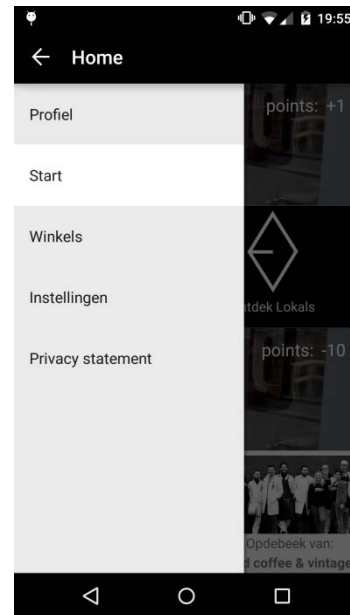 19:55
Home
Profiel
points: +1
Start
Winkels
Instellingen
tdek Lokals
Privacy statement
points: -10
Opdebeek van:
d coffee & vintage